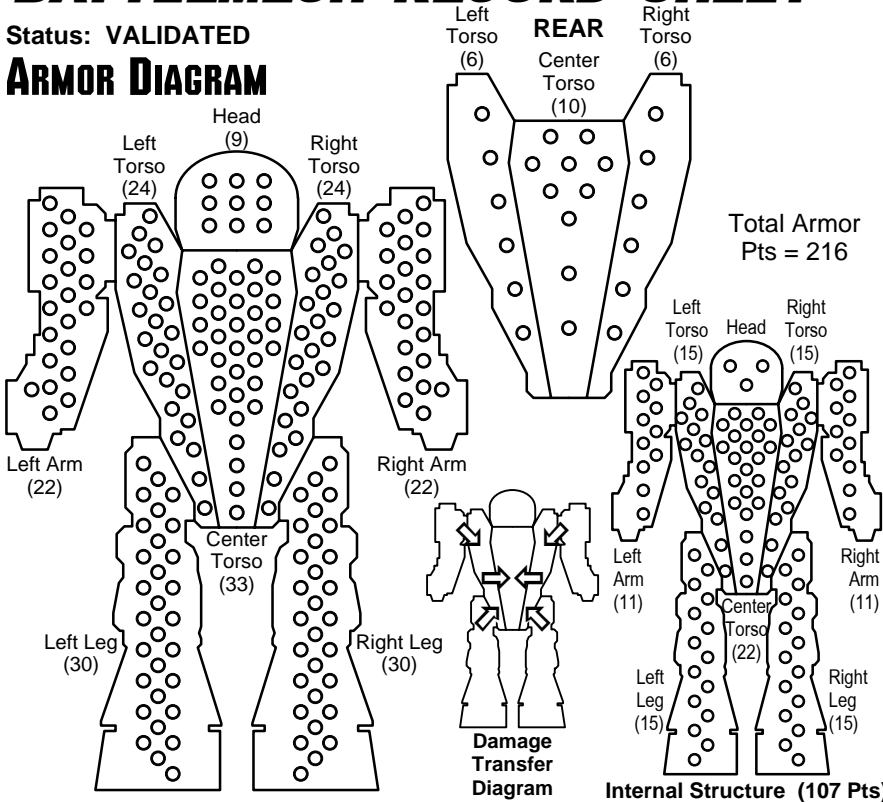 BATTLEMECH RECORD SHEET
Status: VALIDATED
ARMOR DIAGRAM
Head
(9)
Left
Torso
(24)
Right
Torso
(24)
Left Arm
(22)
Right Arm
(22)
Center
Torso
(33)
Left Leg
(30)
Right Leg
(30)
Left
Torso
(6)
REAR
Center
Torso
(10)
Right
Torso
(6)
Total Armor
Pts = 216
Left
Torso
(15)
Head
Right
Torso
(15)
Left
Arm
(11)
Right
Arm
(11)
Center
Torso
(22)
Left
Leg
(15)
Right
Leg
(15)
Damage
Transfer
Diagram
Internal Structure (107 Pts)